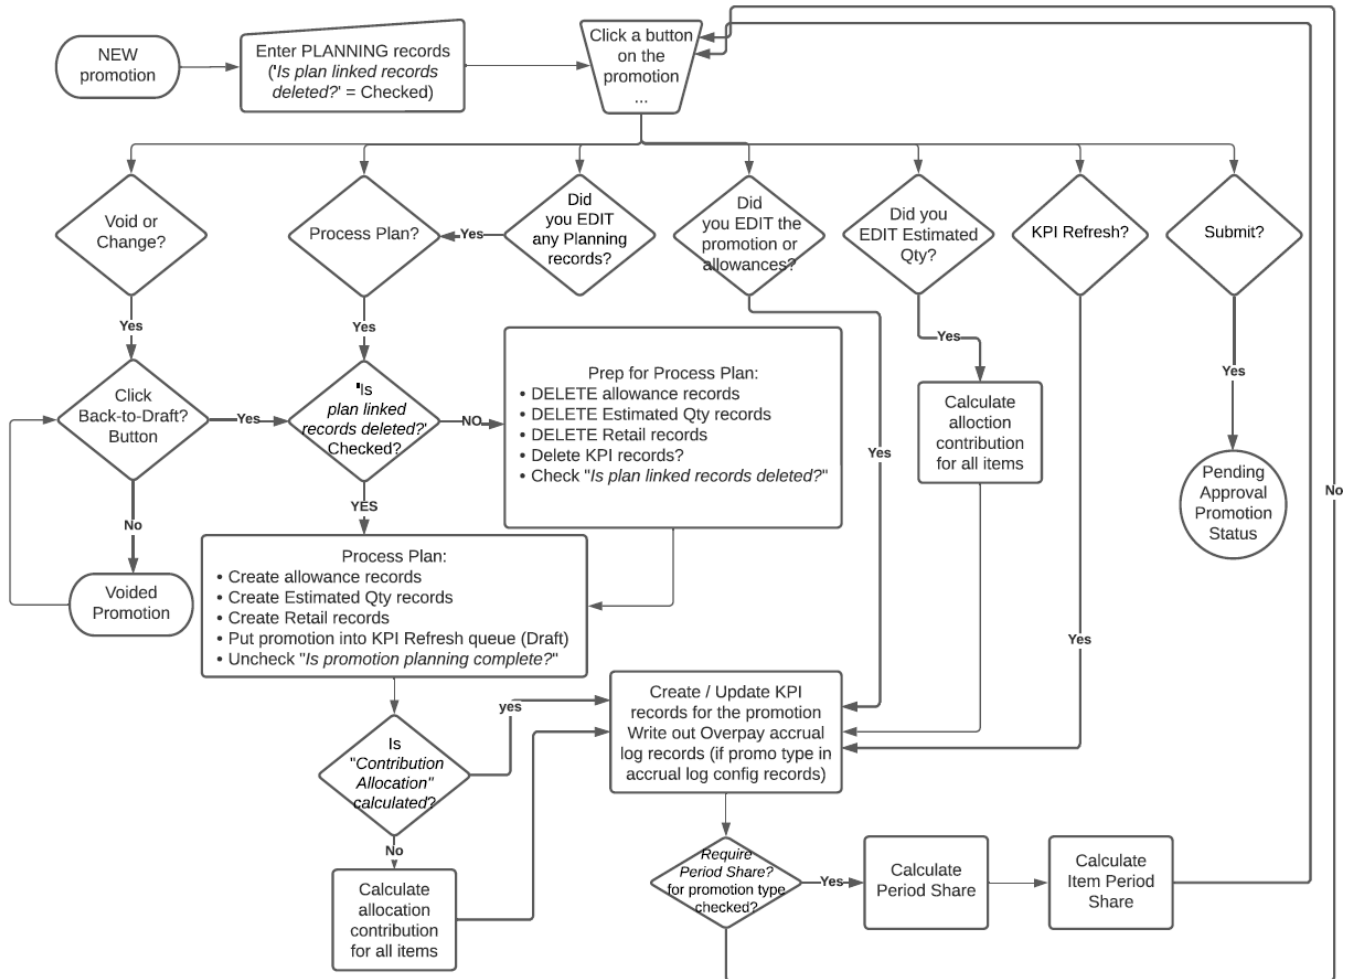 NEW
promotion
Enter PLANNING records
('Is plan linked records
deleted?' = Checked)
Click a button
on the
promotion
...
Void or
Change?
Process Plan?
Yes
Did
you EDIT
any Planning
records?
Did
you EDIT the
promotion or
allowances?
Did you
EDIT Estimated
Qty?
KPI Refresh?
Submit?
Yes
Yes
Yes
Yes
Click
Back-to-Draft?
Button
Yes
'Is
plan linked
records deleted?'
Checked?
NO
Prep for Process Plan:
• DELETE allowance records
• DELETE Estimated Qty records
• DELETE Retail records
• Delete KPI records?
• Check "Is plan linked records deleted?"
Yes
Calculate
alloction
contribution
for all items
Pending
Approval
Promotion
Status
No
No
YES
Voided
Promotion
Process Plan:
• Create allowance records
• Create Estimated Qty records
• Create Retail records
• Put promotion into KPI Refresh queue (Draft)
• Uncheck "Is promotion planning complete?"
Yes
yes
Create / Update KPI
records for the promotion
Write out Overpay accrual
log records (if promo type in
accrual log config records)
Is
"Contribution
Allocation"
calculated?
No
Calculate
allocation
contribution
for all items
Require
Period Share?
for promotion type
checked?
Yes
Calculate
Period Share
Calculate
Item Period
Share